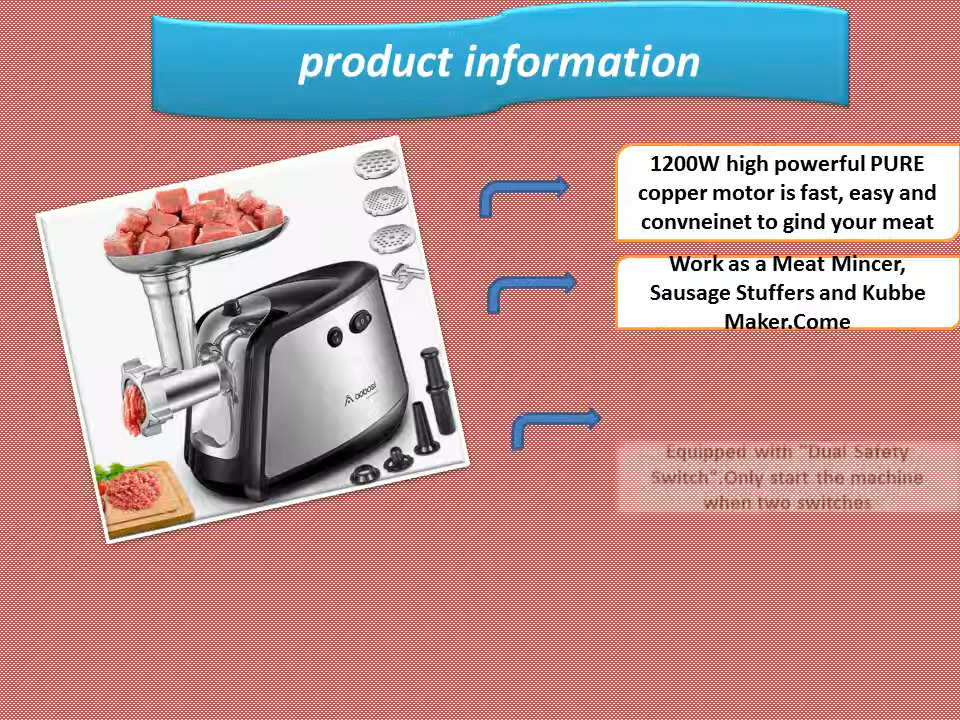 product information
1200W high powerful PURE
copper motor is fast, easy and
convneinet to gind your meat
Work as a Meat Mincer,
Sausage Stuffers and Kubbe
Maker.Come
Equipped with "Dual Safety
Switch".Only start the machine
when two switches
AOBOSI